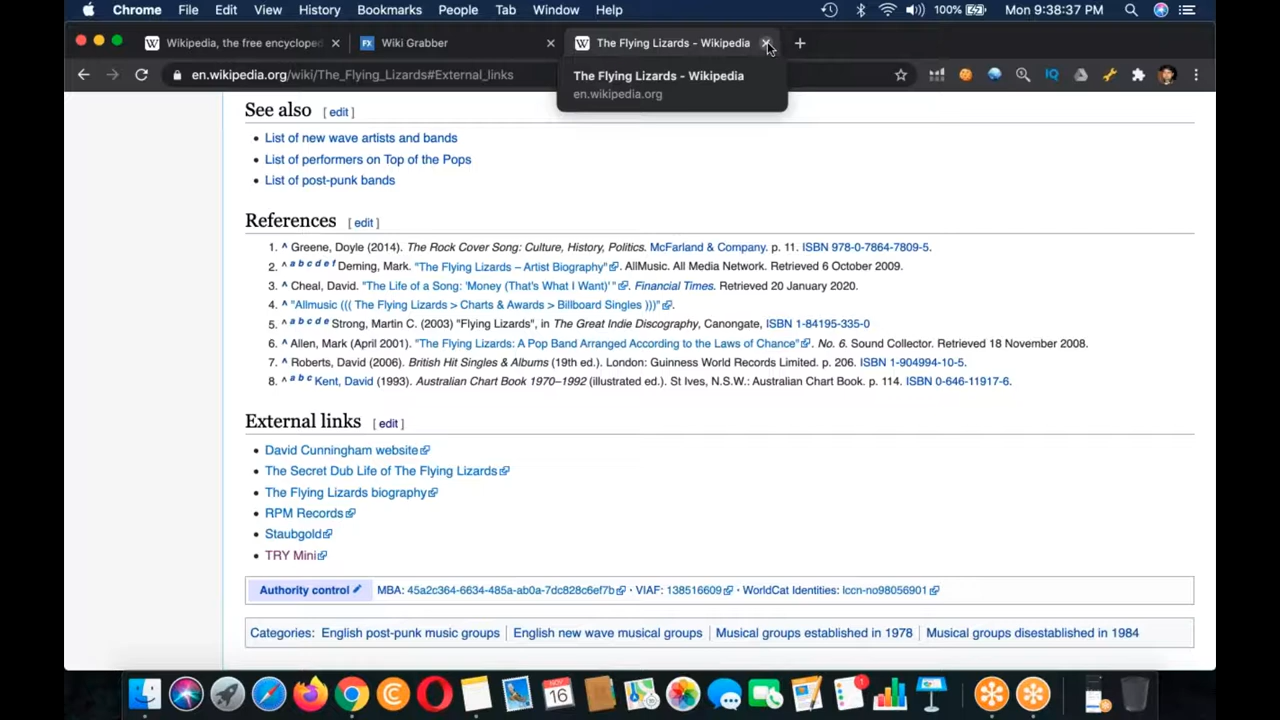 Chrome File Edit View History Bookmarks People Tab Window Help 100% Mon 9:38:37 PM
Wikipedia, the free encycloped Wiki Grabber The Flying Lizards - Wikipedia
en.wikipedia.org/wiki/The_Flying_Lizards#External_links
The Flying Lizards - Wikipedia
en.wikipedia.org
See also [ edit ]
List of new wave artists and bands
List of performers on Top of the Pops
List of post-punk bands
References [ edit ]
1. ^ Greene, Doyle (2014). The Rock Cover Song: Culture, History, Politics. McFarland & Company. p. 11. ISBN 978-0-7864-7809-5.
2. ^ a b c d e f Deming, Mark. "The Flying Lizards – Artist Biography". AllMusic. All Media Network. Retrieved 6 October 2009.
3. ^ Cheal, David. "The Life of a Song: 'Money (That's What I Want)' ". Financial Times. Retrieved 20 January 2020.
4. ^ "Allmusic ((( The Flying Lizards > Charts & Awards > Billboard Singles )))".
5. ^ a b c d e Strong, Martin C. (2003) "Flying Lizards", in The Great Indie Discography, Canongate, ISBN 1-84195-335-0
6. ^ Allen, Mark (April 2001). "The Flying Lizards: A Pop Band Arranged According to the Laws of Chance". No. 6. Sound Collector. Retrieved 18 November 2008.
7. ^ Roberts, David (2006). British Hit Singles & Albums (19th ed.). London: Guinness World Records Limited. p. 206. ISBN 1-904994-10-5.
8. ^ a b c Kent, David (1993). Australian Chart Book 1970–1992 (illustrated ed.). St Ives, N.S.W.: Australian Chart Book. p. 114. ISBN 0-646-11917-6.
External links [ edit ]
David Cunningham website
The Secret Dub Life of The Flying Lizards
The Flying Lizards biography
RPM Records
Staubgold
TRY Mini
Authority control MBA: 45a2c364-6634-485a-ab0a-7dc828c6ef7b · VIAF: 138516609 · WorldCat Identities: lccn-no98056901
Categories: English post-punk music groups | English new wave musical groups | Musical groups established in 1978 | Musical groups disestablished in 1984
NOV
16
1